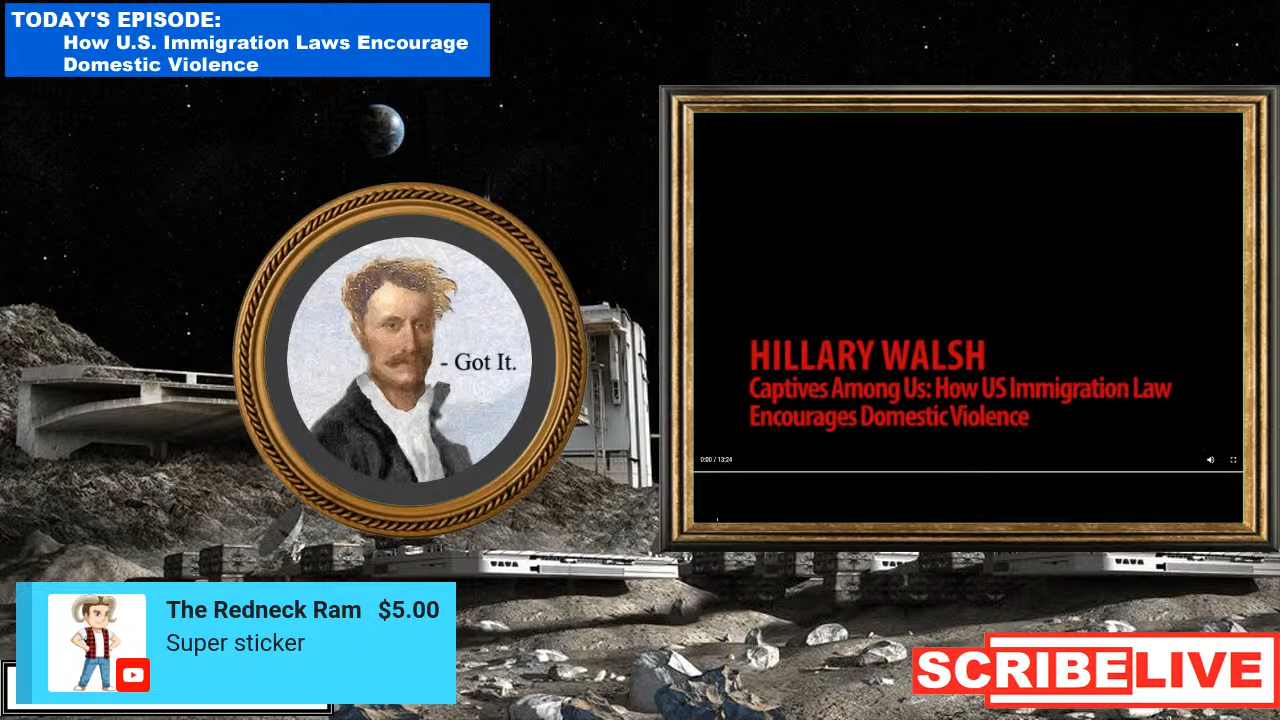 TODAY'S EPISODE:
How U.S. Immigration Laws Encourage
Domestic Violence
- Got It.
HILLARY WALSH
Captives Among Us: How US Immigration Law
Encourages Domestic Violence
0:00 / 13:24
The Redneck Ram $5.00
Super sticker
SCRIBELIVE